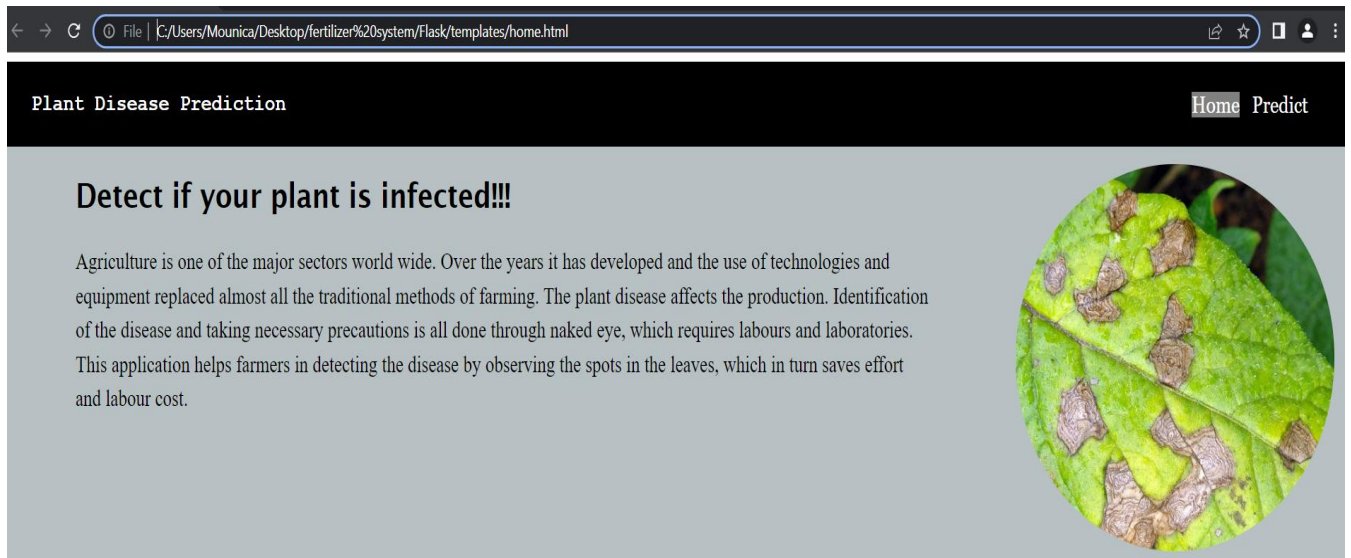 File | C:/Users/Mounica/Desktop/fertilizer%20system/Flask/templates/home.html
Plant Disease Prediction
Home Predict
Detect if your plant is infected!!!
Agriculture is one of the major sectors world wide. Over the years it has developed and the use of technologies and
equipment replaced almost all the traditional methods of farming. The plant disease affects the production. Identification
of the disease and taking necessary precautions is all done through naked eye, which requires labours and laboratories.
This application helps farmers in detecting the disease by observing the spots in the leaves, which in turn saves effort
and labour cost.